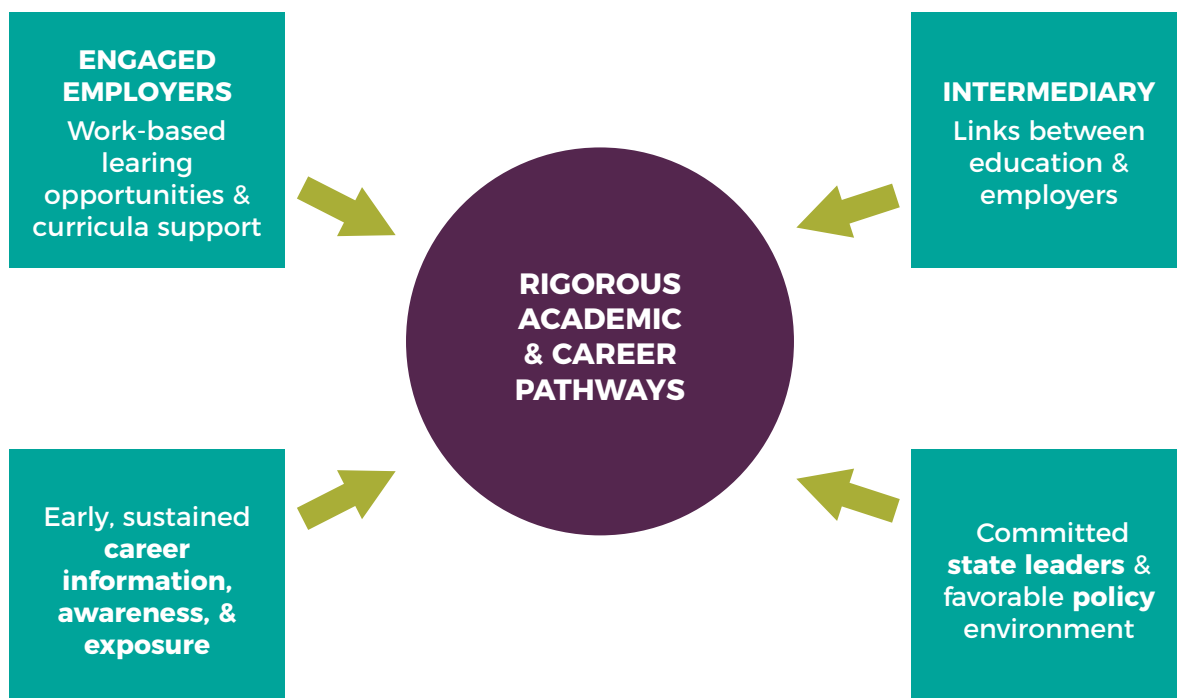 ENGAGED
EMPLOYERS
Work-based
learing
opportunities &
curricula support
INTERMEDIARY
Links between
education &
employers
RIGOROUS
ACADEMIC
& CAREER
PATHWAYS
Early, sustained
career
information,
awareness, &
exposure
Committed
state leaders &
favorable policy
environment